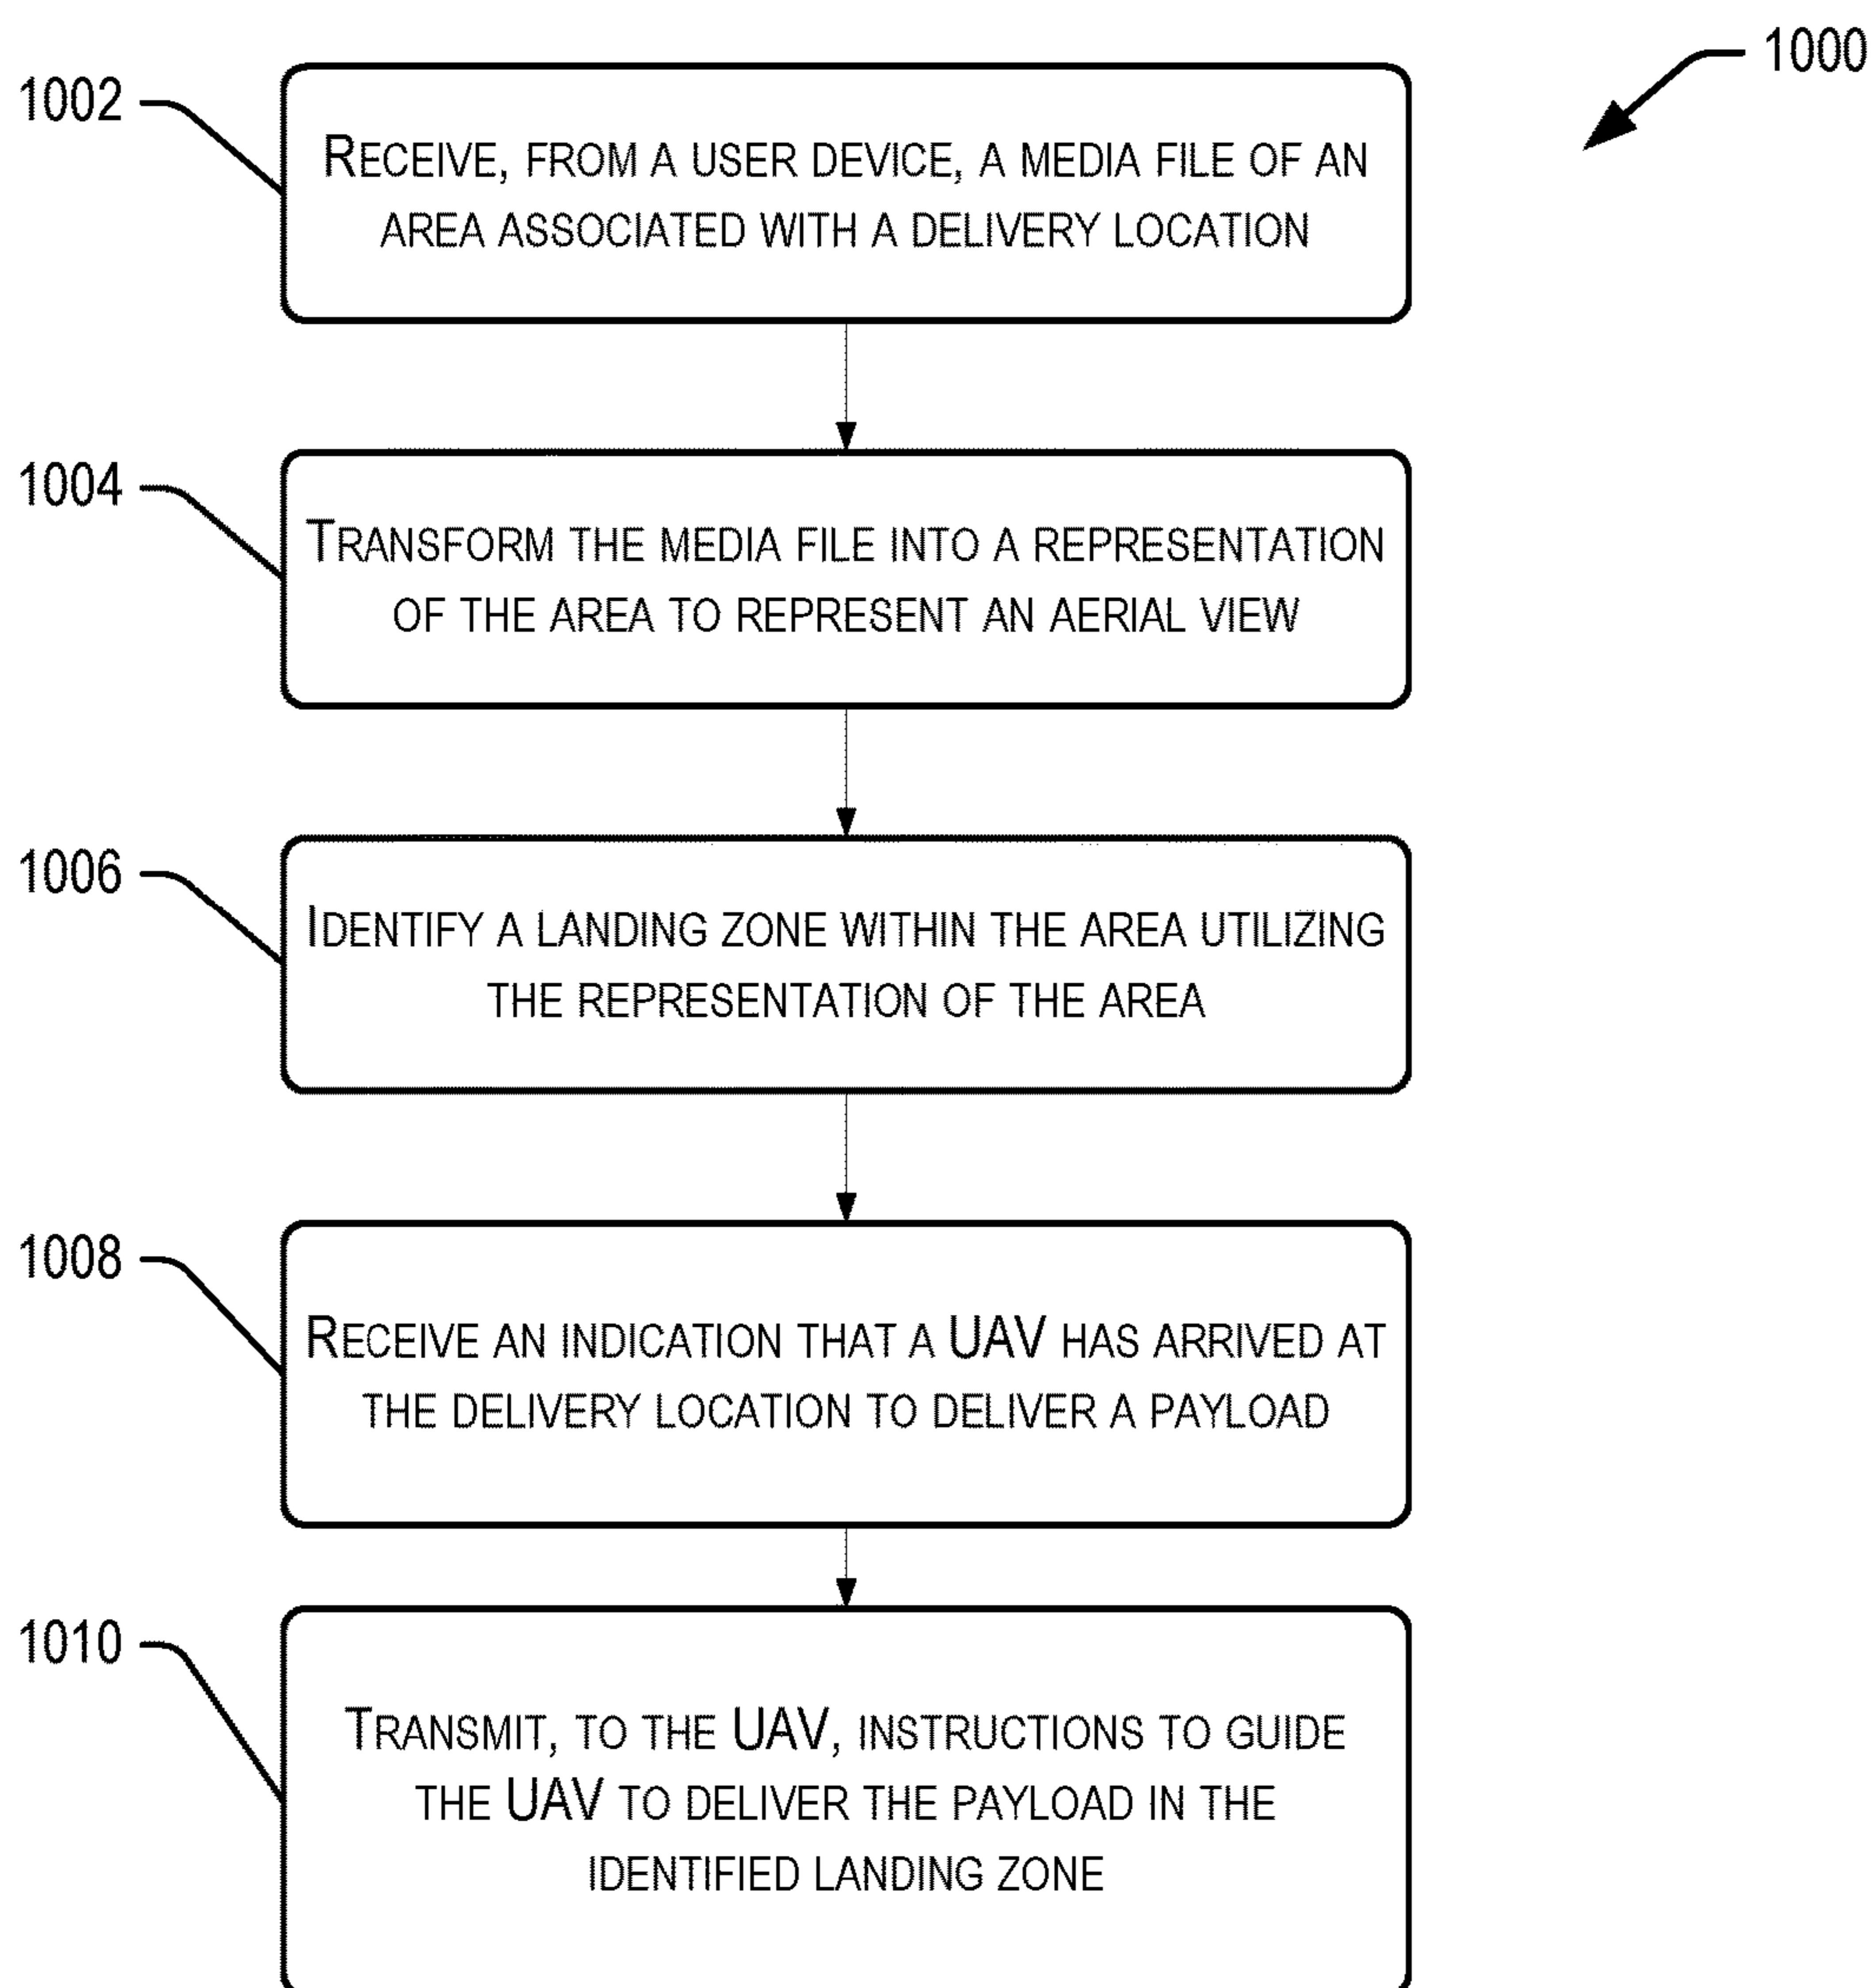 1000
1002
RECEIVE, FROM A USER DEVICE, A MEDIA FILE OF AN
AREA ASSOCIATED WITH A DELIVERY LOCATION
1004
TRANSFORM THE MEDIA FILE INTO A REPRESENTATION
OF THE AREA TO REPRESENT AN AERIAL VIEW
1006
IDENTIFY A LANDING ZONE WITHIN THE AREA UTILIZING
THE REPRESENTATION OF THE AREA
1008
RECEIVE AN INDICATION THAT A UAV HAS ARRIVED AT
THE DELIVERY LOCATION TO DELIVER A PAYLOAD
1010
TRANSMIT, TO THE UAV, INSTRUCTIONS TO GUIDE
THE UAV TO DELIVER THE PAYLOAD IN THE
IDENTIFIED LANDING ZONE